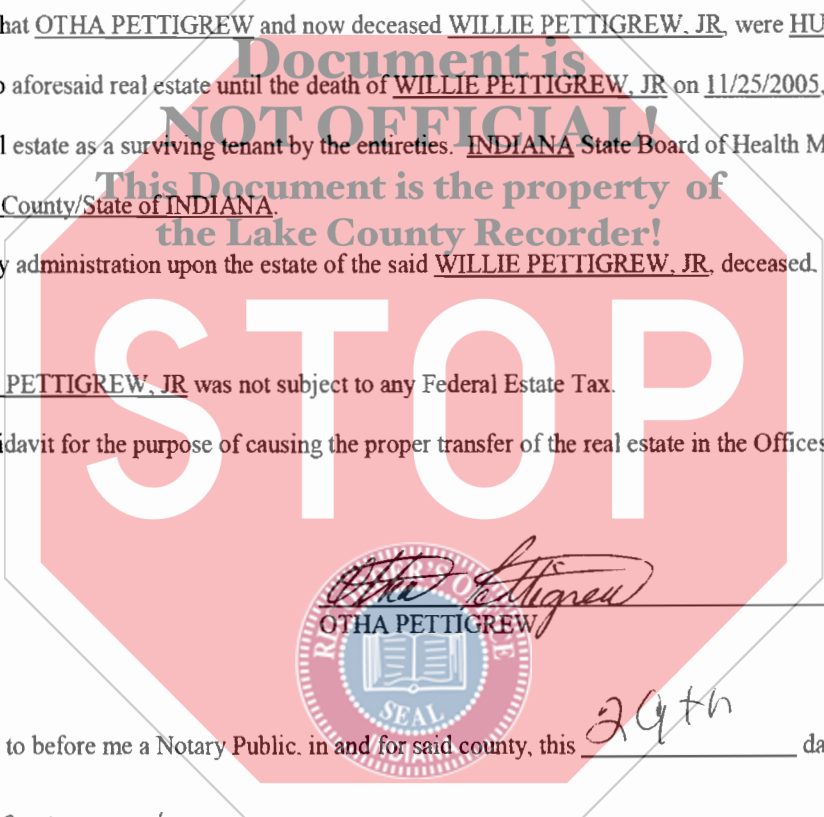 hat OTHA PETTIGREW and now deceased WILLIE PETTIGREW, JR, were HU
Document is
o aforesaid real estate until the death of WILLIE PETTIGREW, JR on 11/25/2005,
NOT OFFICIAL!
l estate as a surviving tenant by the entireties. INDIANA State Board of Health M
This Document is the property of
County/State of INDIANA.
the Lake County Recorder!
y administration upon the estate of the said WILLIE PETTIGREW, JR, deceased.
STOP
PETTIGREW, JR was not subject to any Federal Estate Tax.
idavit for the purpose of causing the proper transfer of the real estate in the Offices
Otha Pettigrew
OTHA PETTIGREW
RECORDER'S OFFICE
SEAL
INDIANA
to before me a Notary Public. in and for said county, this 29th da